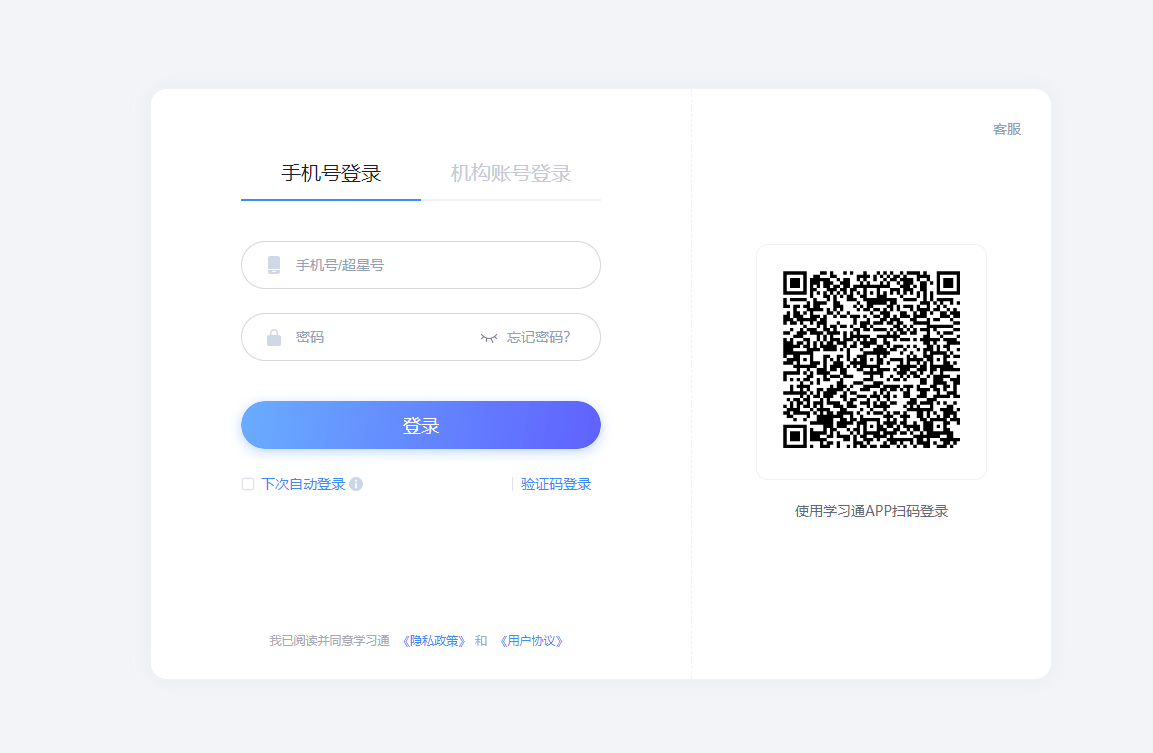 客服
手机号登录 机构账号登录
手机号/超星号
密码 忘记密码?
登录
下次自动登录 验证码登录
使用学习通APP扫码登录
我已阅读并同意学习通 《隐私政策》 和 《用户协议》